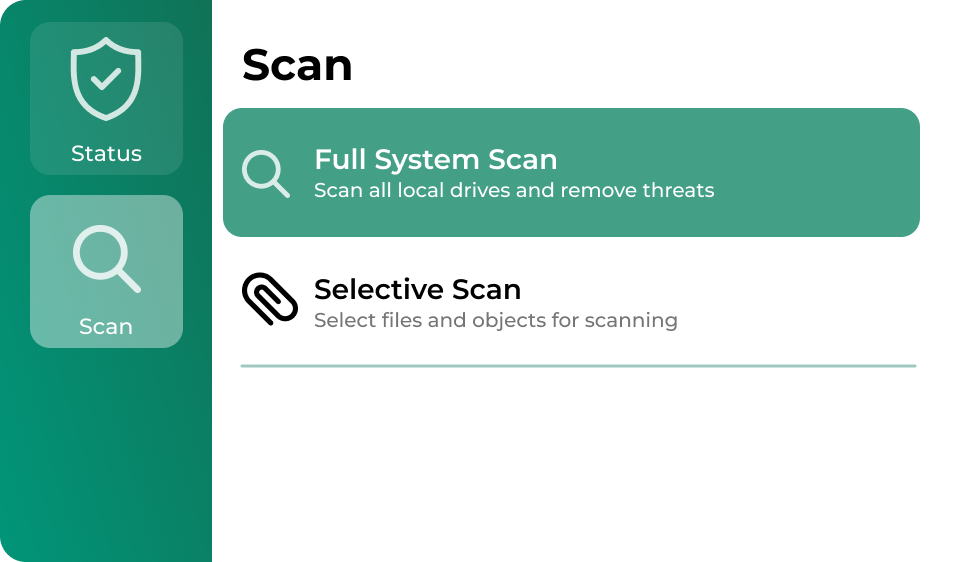 Status
Scan
Scan
Full System Scan
Scan all local drives and remove threats
Selective Scan
Select files and objects for scanning